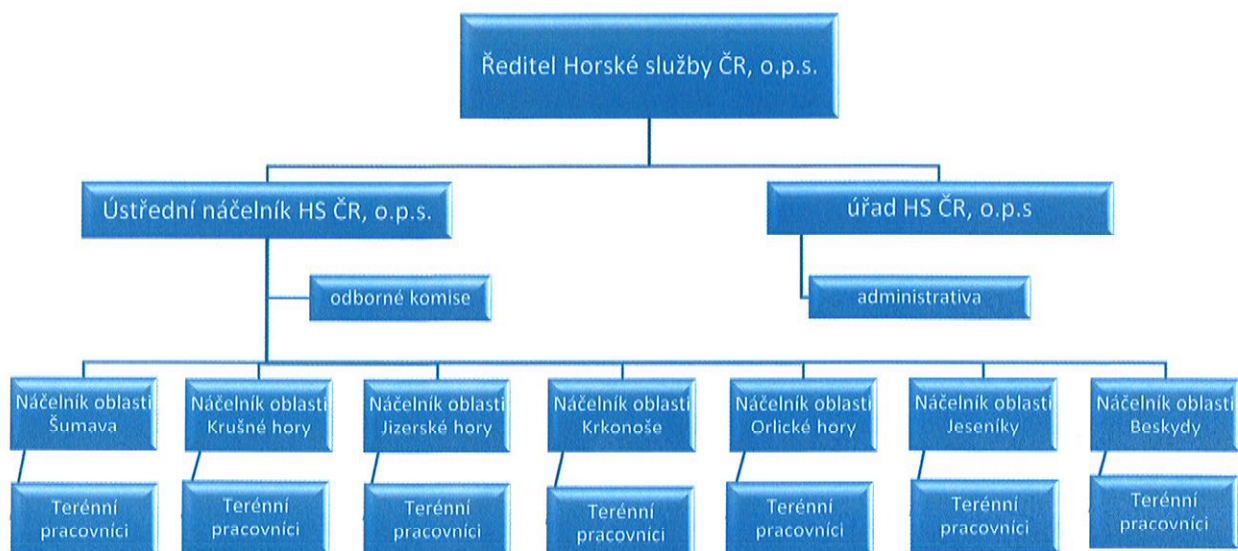 Ředitel Horské služby ČR, o.p.s.
Ústřední náčelník HS ČR, o.p.s.
úřad HS ČR, o.p.s
odborné komise
administrativa
Náčelník oblasti
Šumava
Náčelník oblasti
Krušné hory
Náčelník oblasti
Jizerské hory
Náčelník oblasti
Krkonoše
Náčelník oblasti
Orlické hory
Náčelník oblasti
Jeseníky
Náčelník oblasti
Beskydy
Terénní
pracovníci
Terénní
pracovníci
Terénní
pracovníci
Terénní
pracovníci
Terénní
pracovníci
Terénní
pracovníci
Terénní
pracovníci